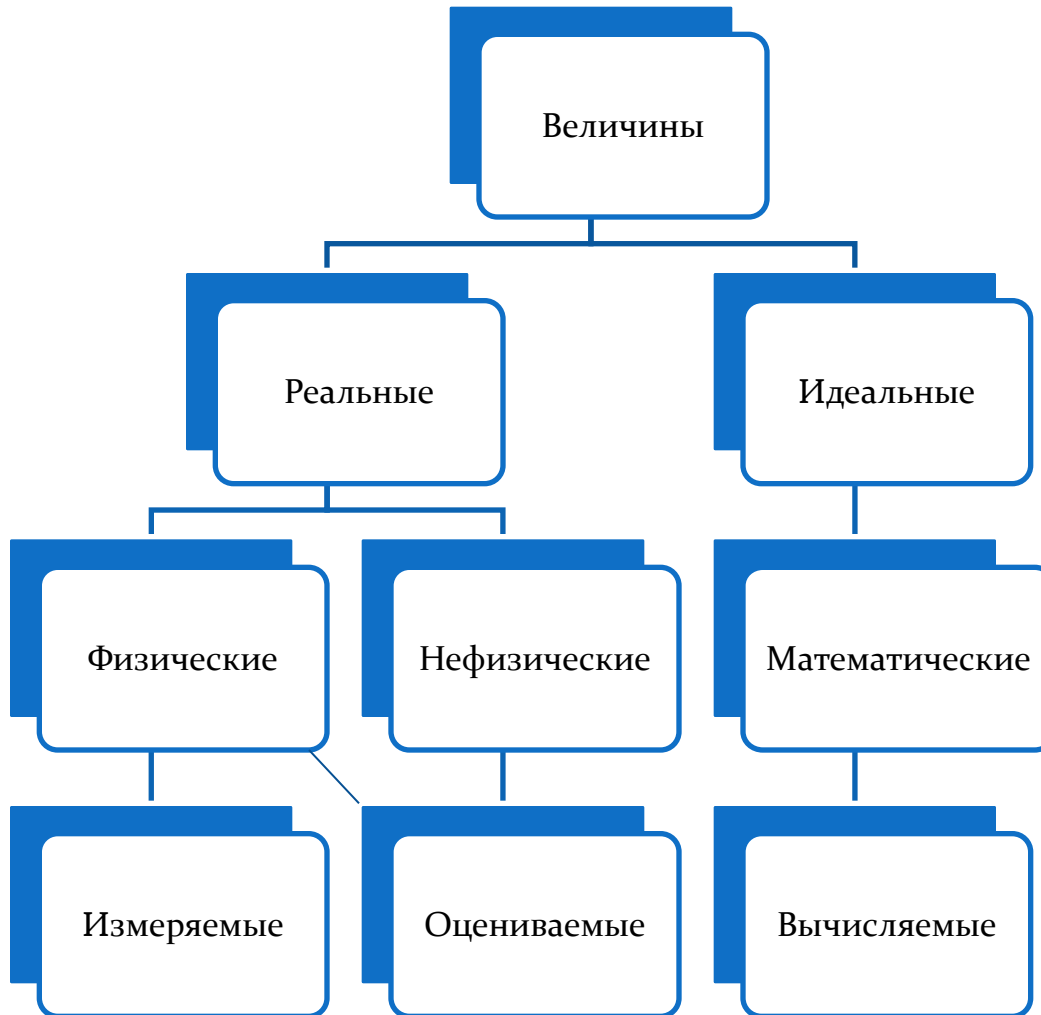 Величины
Реальные
Идеальные
Физические
Нефизические
Математические
Измеряемые
Оцениваемые
Вычисляемые